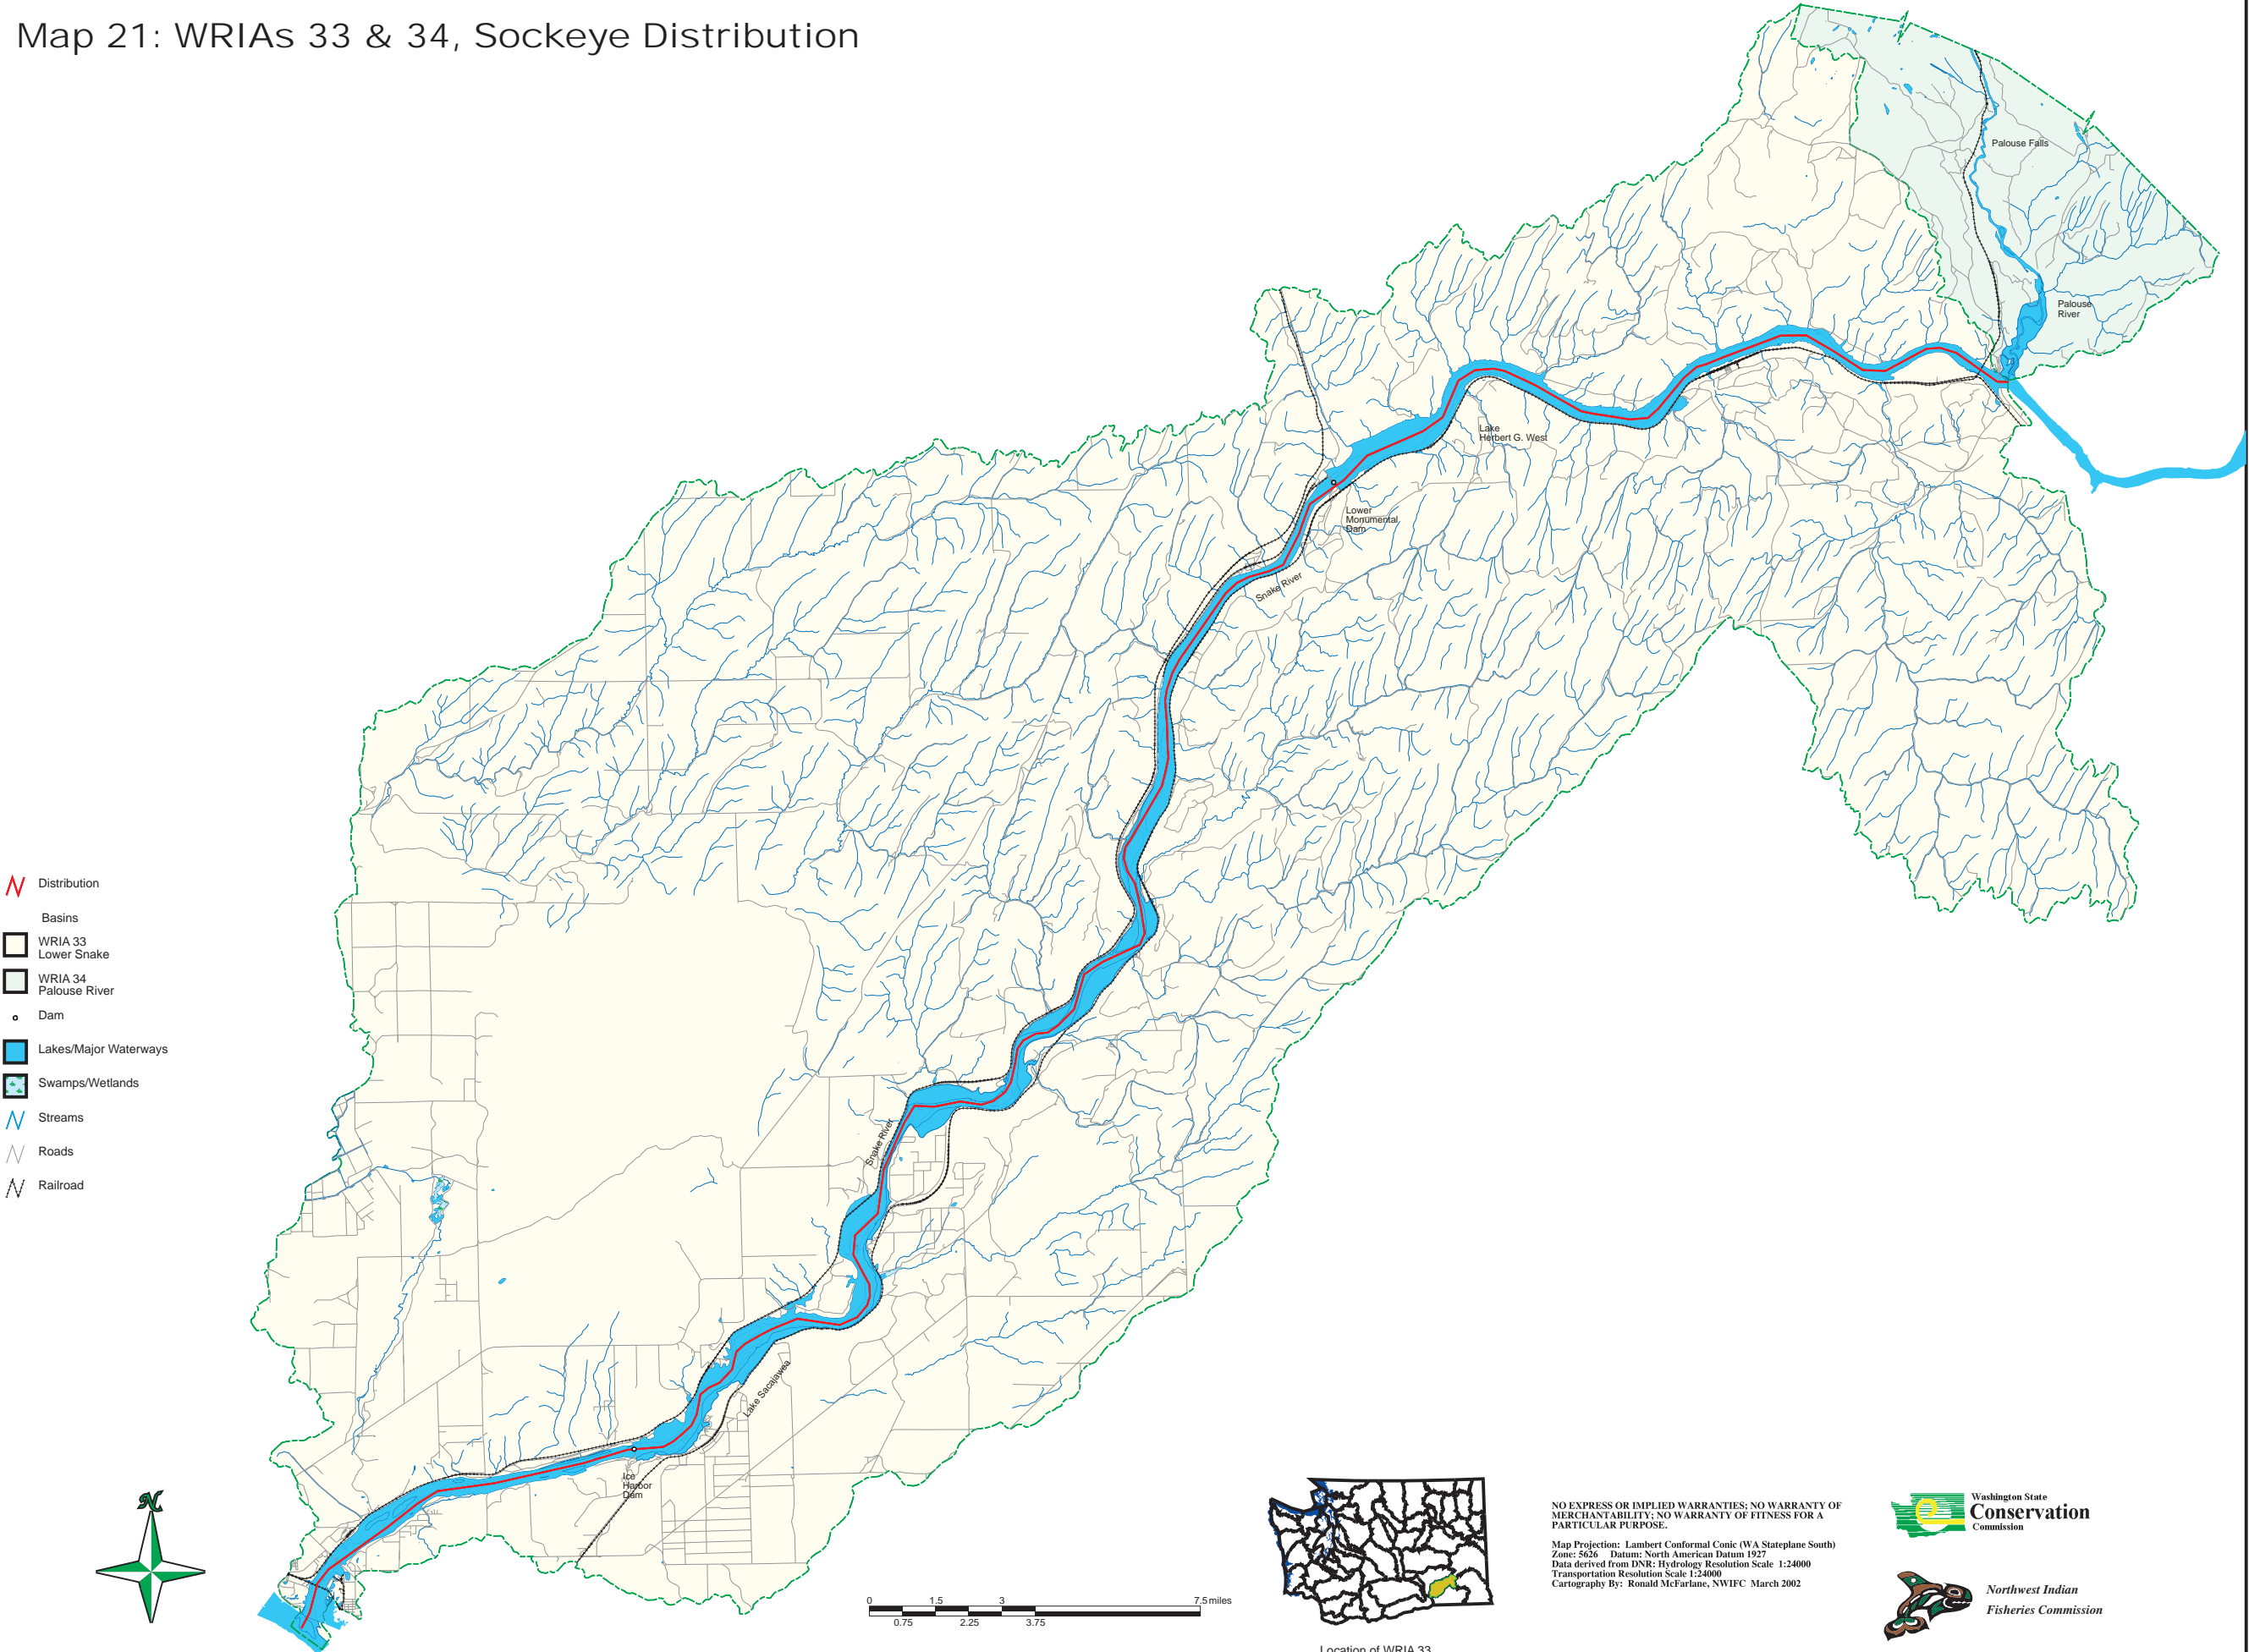 Map 21: WRIAs 33 & 34, Sockeye Distribution
Palouse Falls
Palouse
River
Lake
Herbert G. West
Lower
Monumental
Dam
Snake River
Snake River
Lake Sacajawea
Ice
Harbor
Dam
Distribution
Basins
WRIA 33
Lower Snake
WRIA 34
Palouse River
Dam
Lakes/Major Waterways
Swamps/Wetlands
Streams
Roads
Railroad
N
0 1.5 3 7.5 miles
0.75 2.25 3.75
Location of WRIA 33
NO EXPRESS OR IMPLIED WARRANTIES; NO WARRANTY OF
MERCHANTABILITY; NO WARRANTY OF FITNESS FOR A
PARTICULAR PURPOSE.
Map Projection: Lambert Conformal Conic (WA Stateplane South)
Zone: 5626 Datum: North American Datum 1927
Data derived from DNR: Hydrology Resolution Scale 1:24000
Transportation Resolution Scale 1:24000
Cartography By: Ronald McFarlane, NWIFC March 2002
Washington State
Conservation
Commission
Northwest Indian
Fisheries Commission